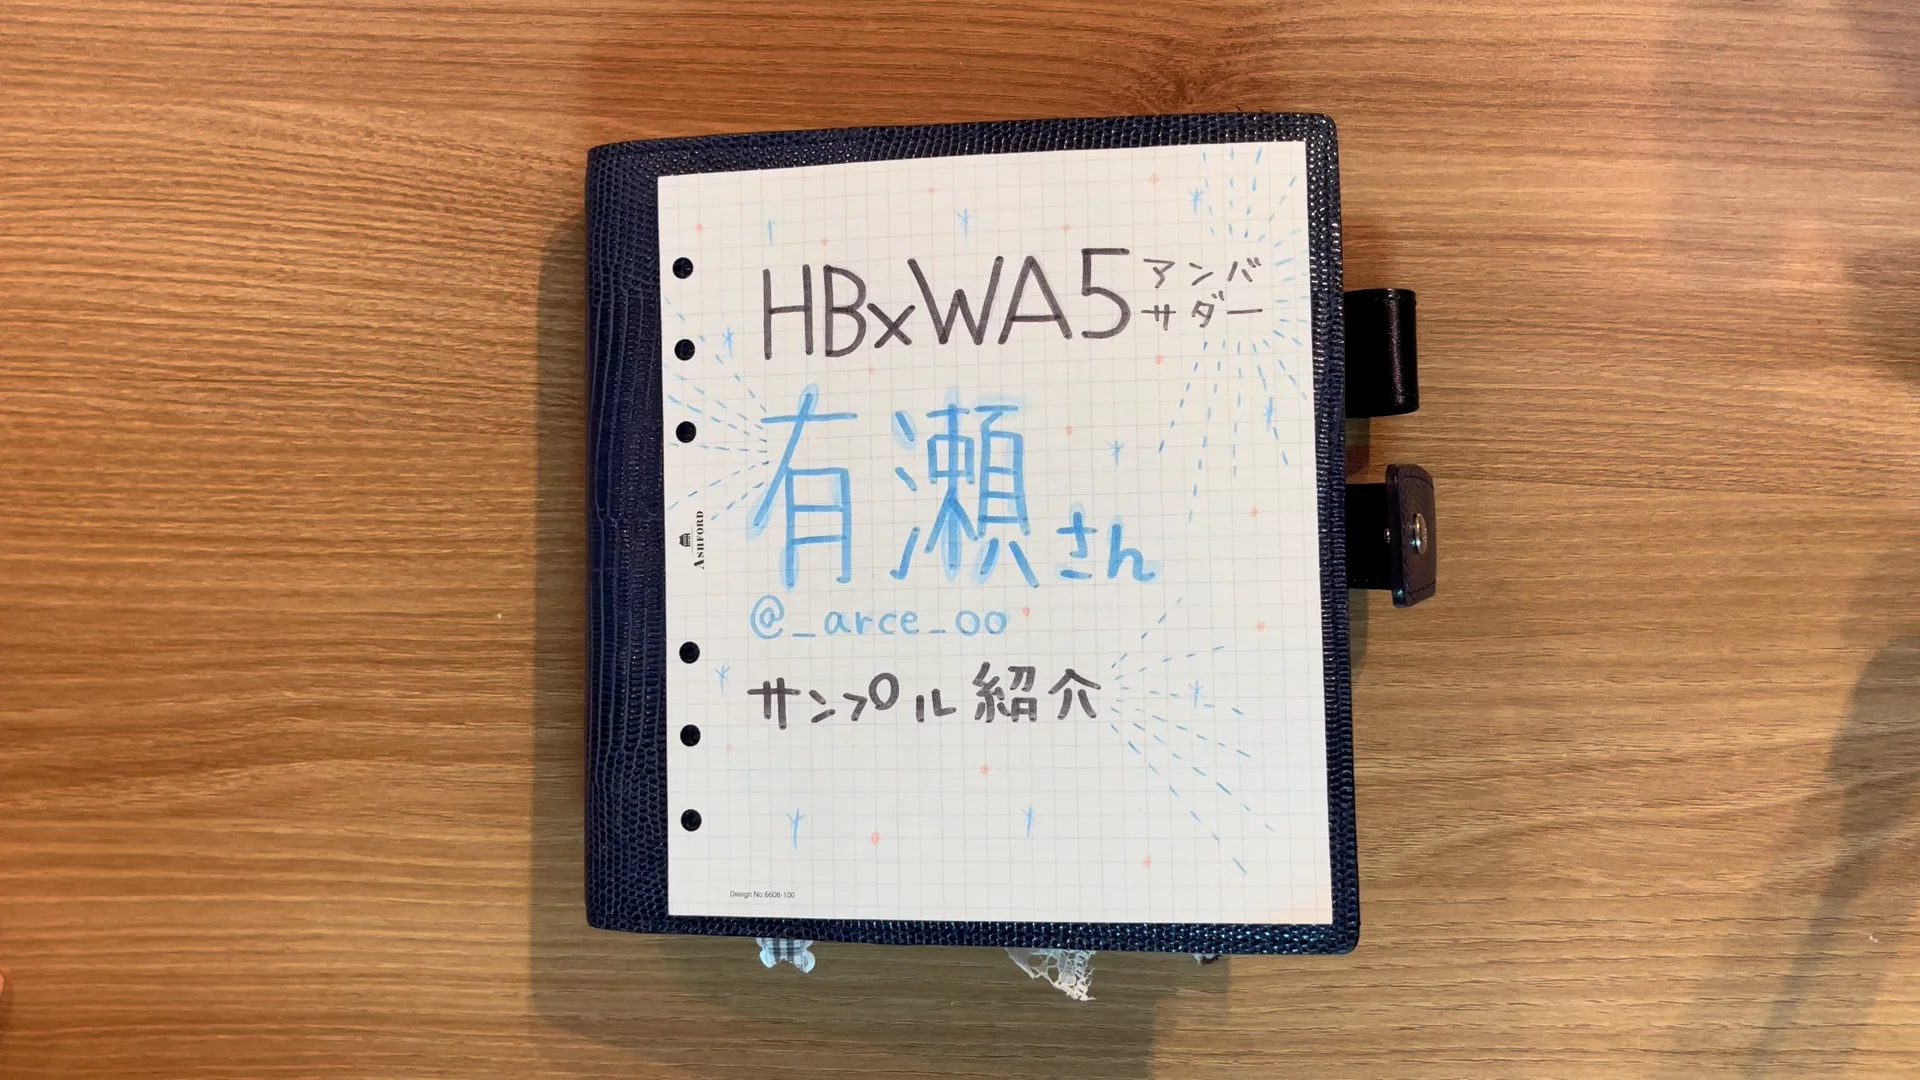 HBxWA5 アンバ
サダー
有瀬さん
@_arce_oo
サンプル紹介
ASHFORD
Design No.6608-100